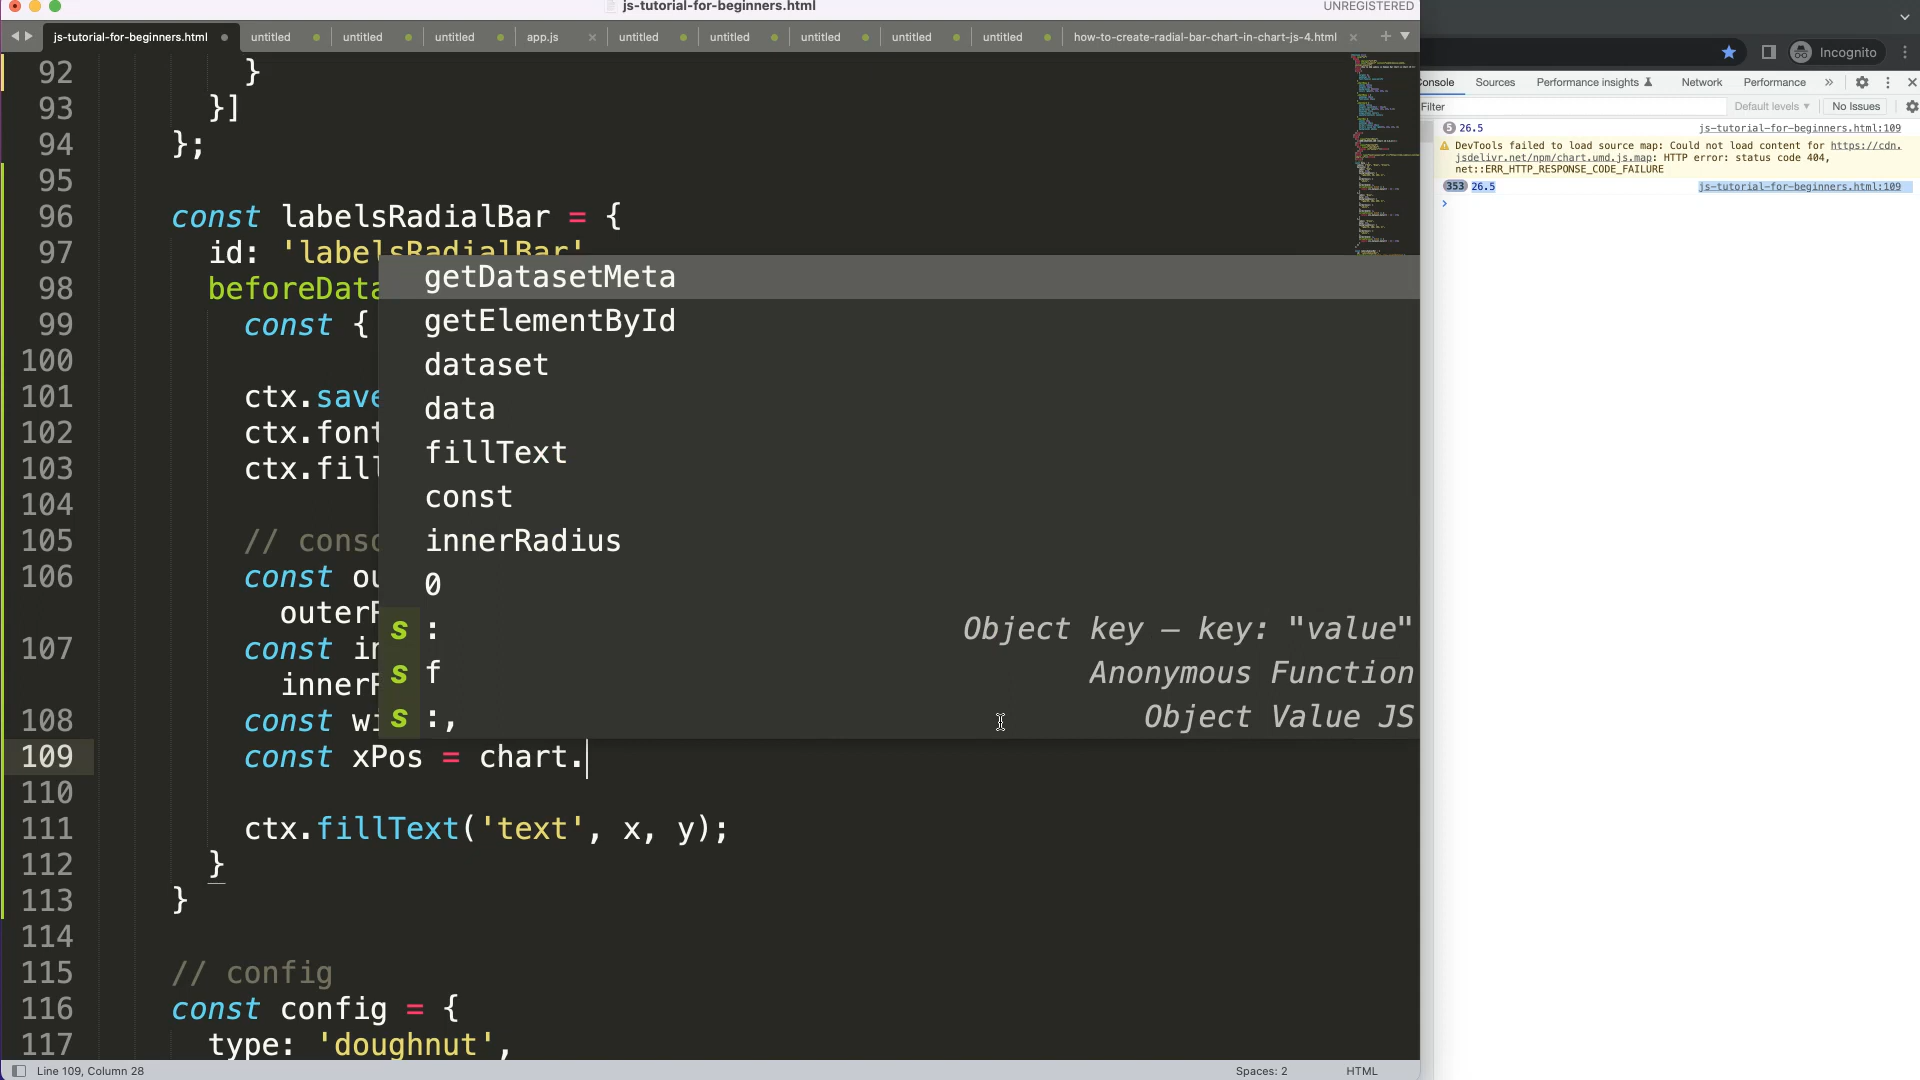 js-tutorial-for-beginners.html
UNREGISTERED
js-tutorial-for-beginners.html untitled untitled untitled app.js untitled untitled untitled untitled untitled how-to-create-radial-bar-chart-in-chart-js-4.html
92 }
93 }]
94 };
95
96 const labelsRadialBar = {
97 id: 'labelsRadialBar'
98 beforeData
99 const {
100
101 ctx.save
102 ctx.font
103 ctx.fill
104
105 // conso
106 const ou
outerR
107 const in
innerR
108 const wi
109 const xPos = chart.
110
111 ctx.fillText('text', x, y);
112 }
113 }
114
115 // config
116 const config = {
117 type: 'doughnut',
getDatasetMeta
getElementById
dataset
data
fillText
const
innerRadius
0
s : Object key – key: "value"
s f Anonymous Function
s :, Object Value JS
Line 109, Column 28
Spaces: 2
HTML
Incognito
Console Sources Performance insights Network Performance »
Filter Default levels ▼ No Issues
5 26.5 js-tutorial-for-beginners.html:109
DevTools failed to load source map: Could not load content for https://cdn.
jsdelivr.net/npm/chart.umd.js.map: HTTP error: status code 404,
net::ERR_HTTP_RESPONSE_CODE_FAILURE
353 26.5 js-tutorial-for-beginners.html:109